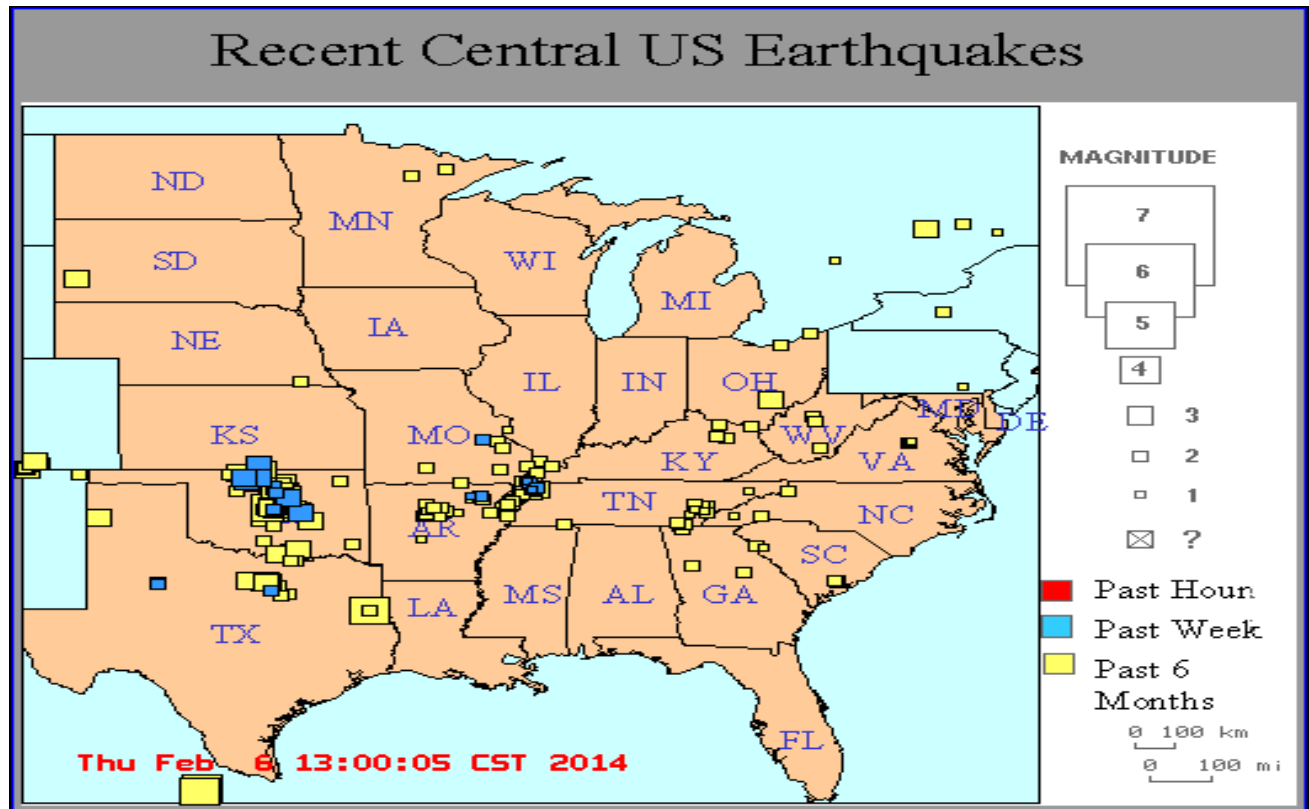 Recent Central US Earthquakes
MAGNITUDE
7
6
5
4
3
2
1
?
ND
MN
SD
WI
MI
IA
NE
IL
IN
OH
MD
DE
KS
MO
WV
KY
VA
TN
NC
AR
SC
MS
AL
GA
LA
TX
FL
Past Houn
Past Week
Past 6
Months
0 100 km
0 100 mi
Thu Feb 6 13:00:05 CST 2014